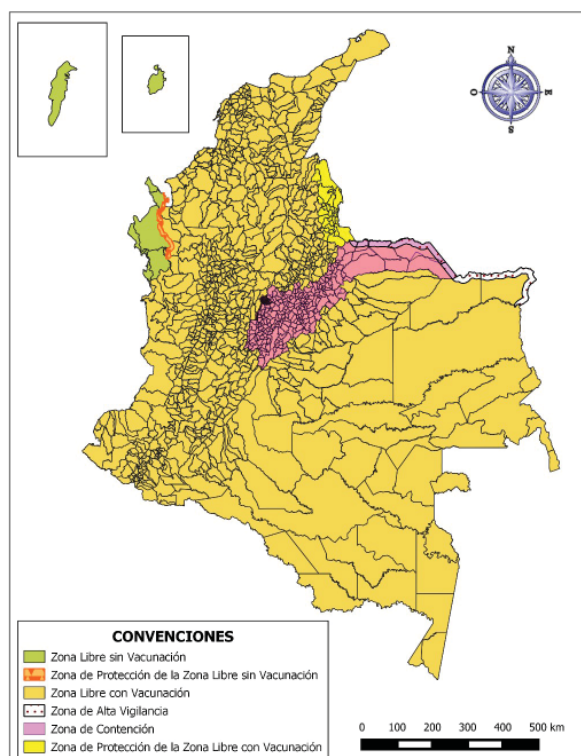 N
O
E
S
CONVENCIONES
Zona Libre sin Vacunación
Zona de Protección de la Zona Libre sin Vacunación
Zona Libre con Vacunación
Zona de Alta Vigilancia
Zona de Contención
Zona de Protección de la Zona Libre con Vacunación
0 100 200 300 400 500 km